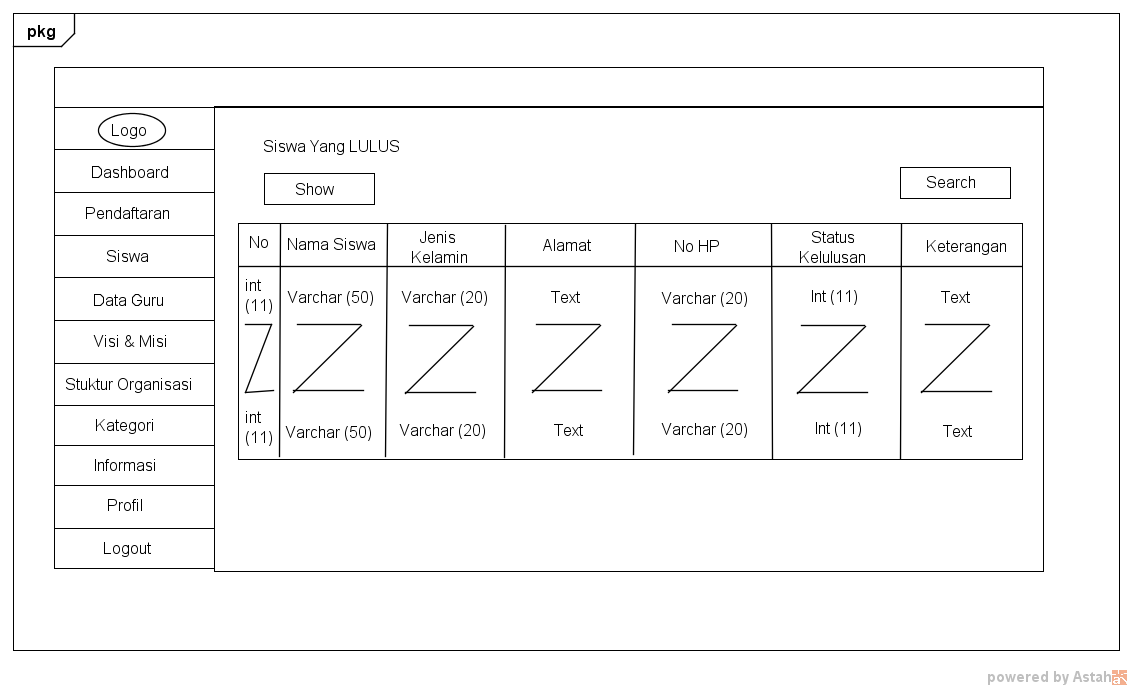 pkg
Logo
Dashboard
Pendaftaran
Siswa
Data Guru
Visi & Misi
Stuktur Organisasi
Kategori
Informasi
Profil
Logout
Siswa Yang LULUS
Show
Search
No
Nama Siswa
Jenis
Kelamin
Alamat
No HP
Status
Kelulusan
Keterangan
int
(11)
Varchar (50)
Varchar (20)
Text
Varchar (20)
Int (11)
Text
int
(11)
Varchar (50)
Varchar (20)
Text
Varchar (20)
Int (11)
Text
powered by Astah